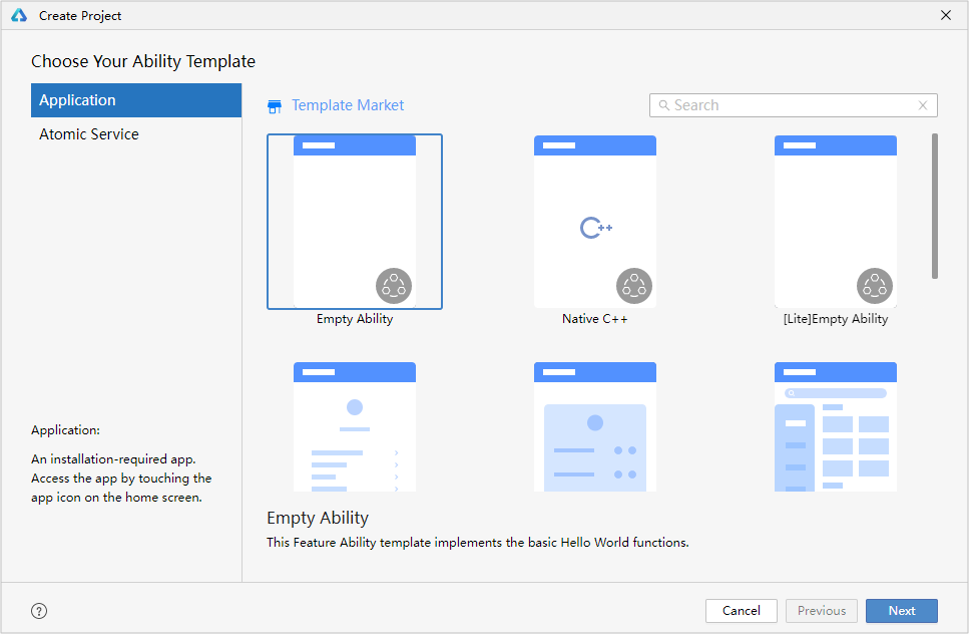 Create Project
Choose Your Ability Template
Application
Atomic Service
Template Market
Search
Empty Ability
C++
Native C++
[Lite]Empty Ability
Application:
An installation-required app.
Access the app by touching the
app icon on the home screen.
Empty Ability
This Feature Ability template implements the basic Hello World functions.
?
Cancel
Previous
Next